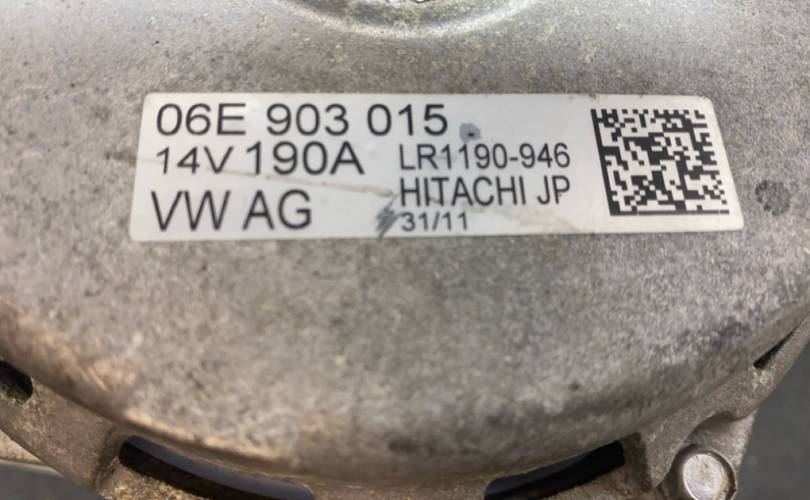 06E 903 015
14V 190A LR1190-946
VW AG HITACHI JP
31/11